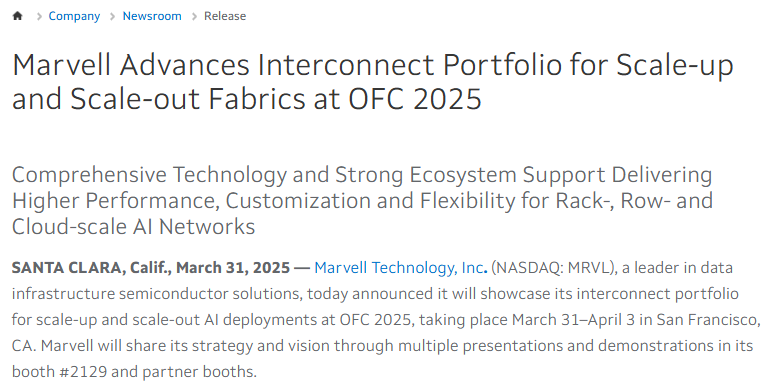 Company > Newsroom > Release
Marvell Advances Interconnect Portfolio for Scale-up
and Scale-out Fabrics at OFC 2025
Comprehensive Technology and Strong Ecosystem Support Delivering
Higher Performance, Customization and Flexibility for Rack-, Row- and
Cloud-scale AI Networks
SANTA CLARA, Calif., March 31, 2025 — Marvell Technology, Inc. (NASDAQ: MRVL), a leader in data
infrastructure semiconductor solutions, today announced it will showcase its interconnect portfolio
for scale-up and scale-out AI deployments at OFC 2025, taking place March 31–April 3 in San Francisco,
CA. Marvell will share its strategy and vision through multiple presentations and demonstrations in its
booth #2129 and partner booths.